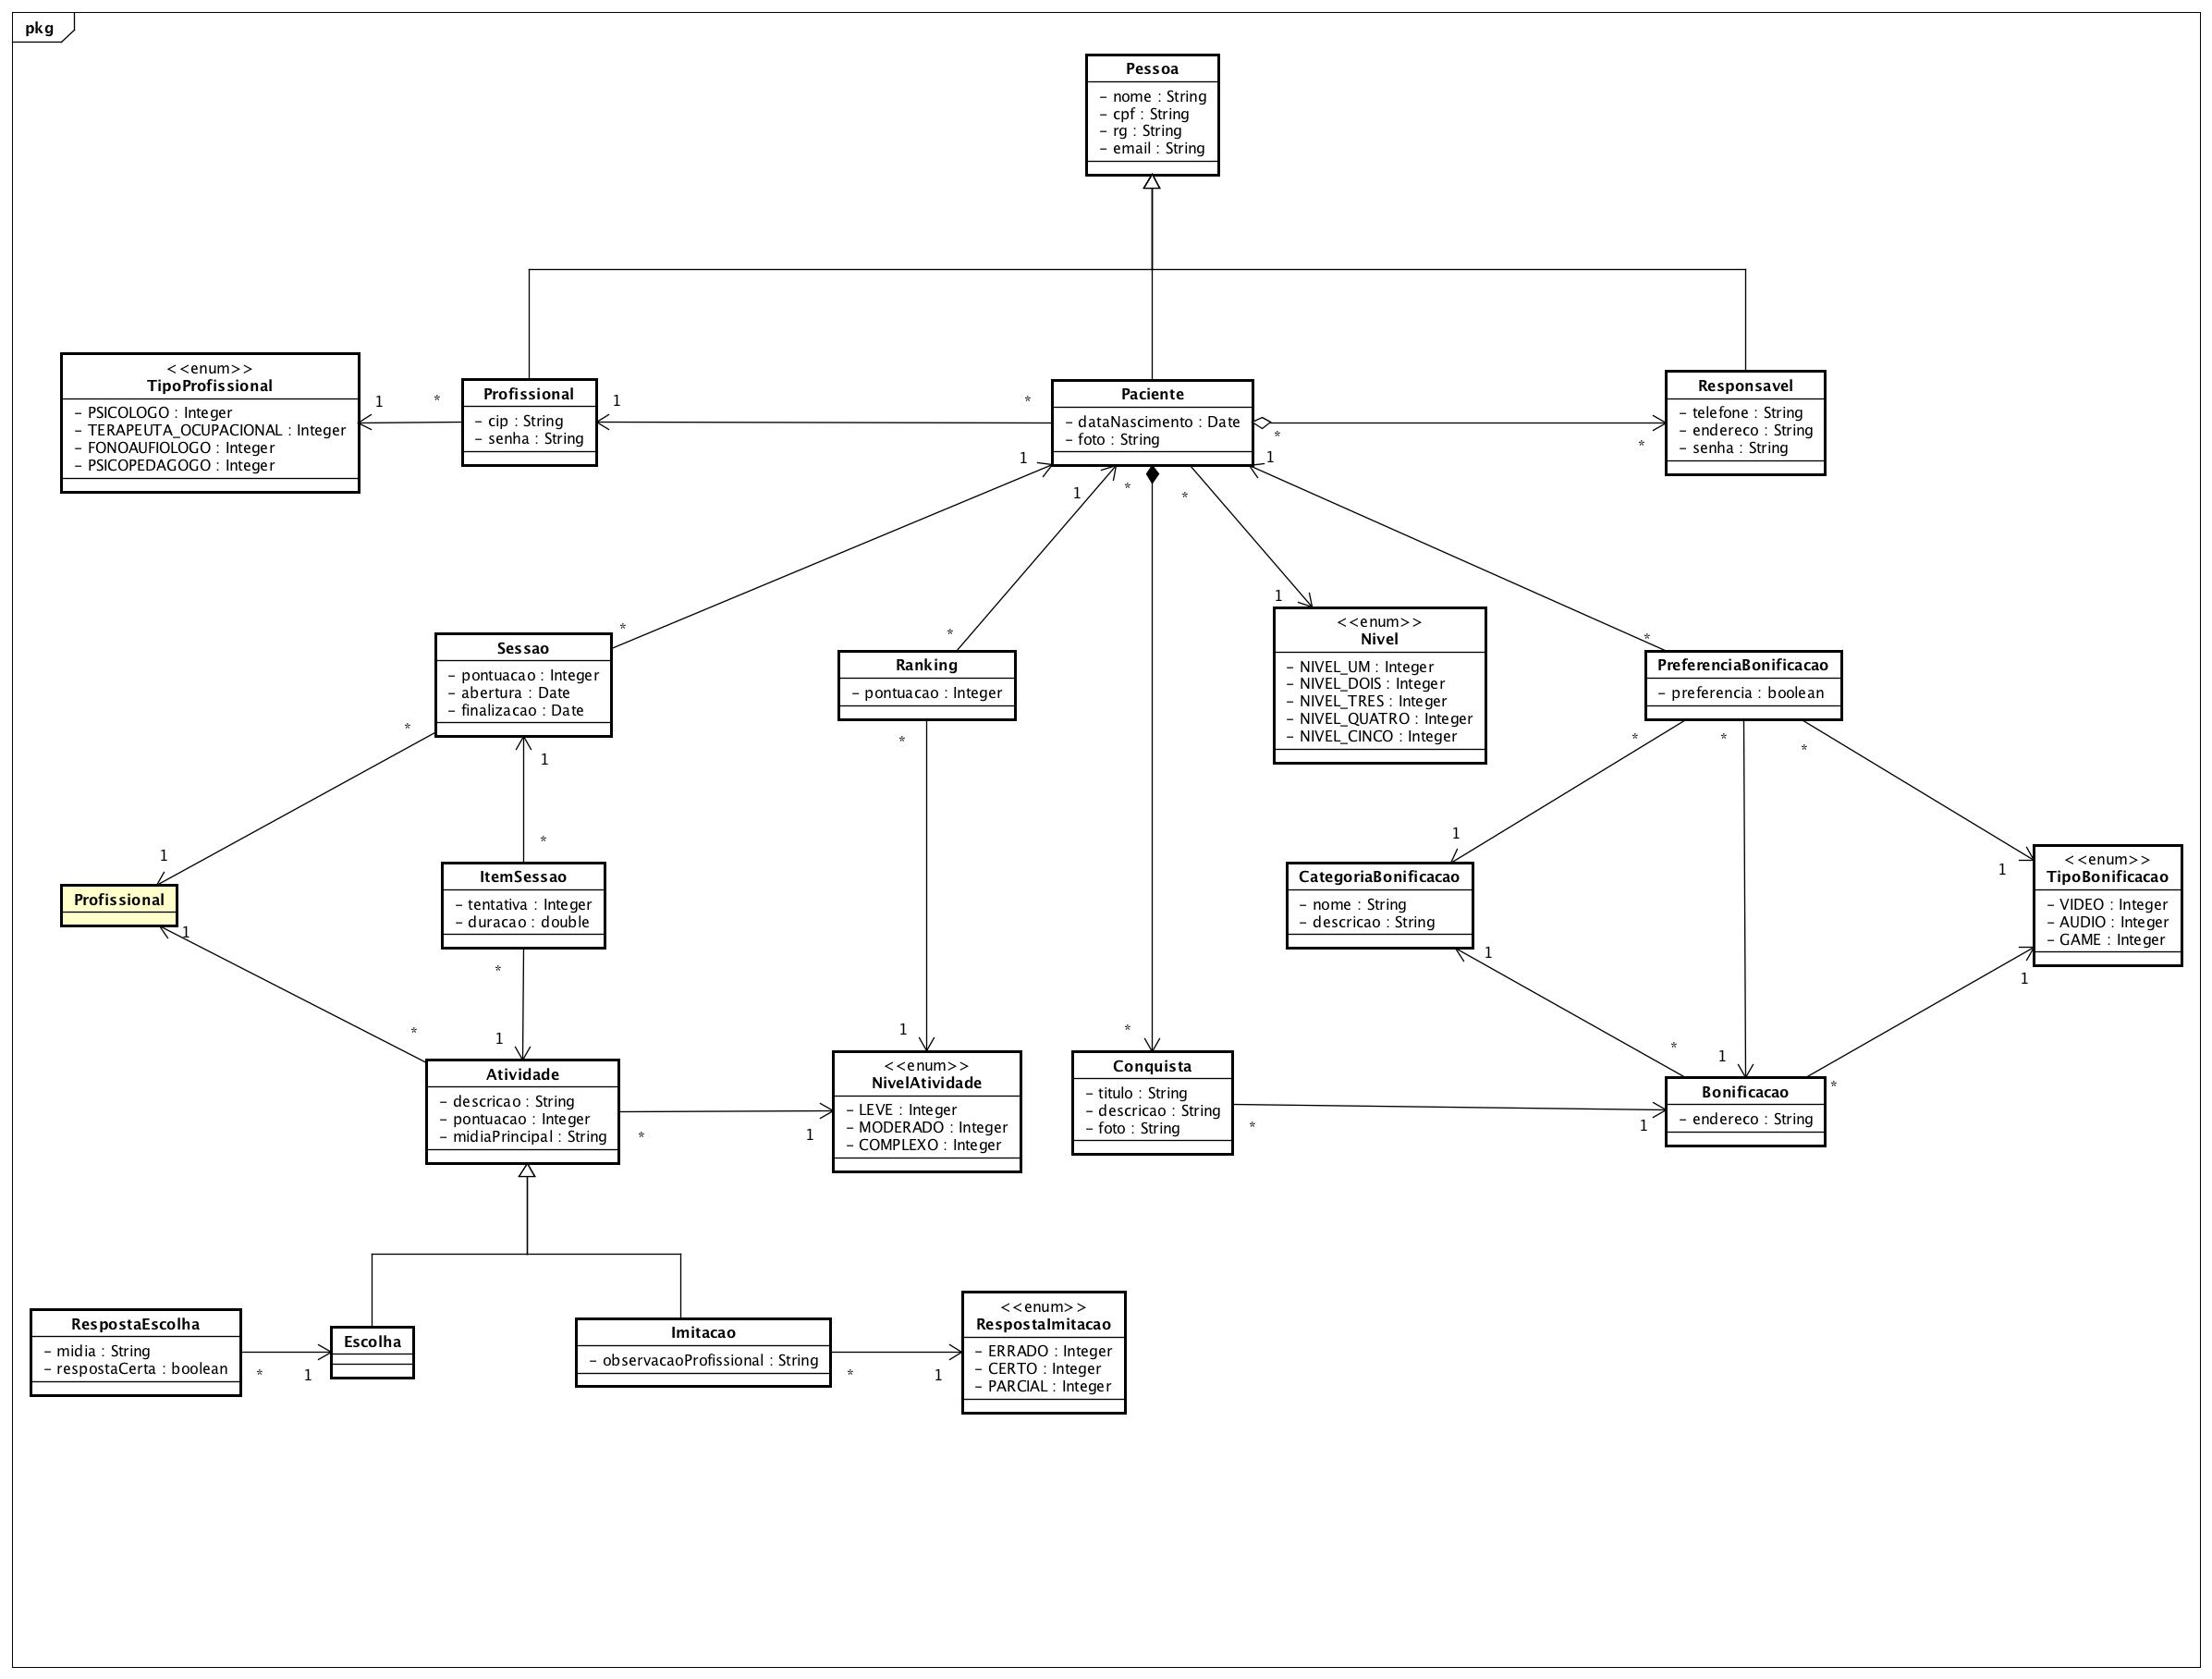 pkg
Pessoa
- nome : String
- cpf : String
- rg : String
- email : String
<<enum>>
TipoProfissional
- PSICOLOGO : Integer
- TERAPEUTA_OCUPACIONAL : Integer
- FONOAUFIOLOGO : Integer
- PSICOPEDAGOGO : Integer
1
*
Profissional
- cip : String
- senha : String
1
*
Paciente
- dataNascimento : Date
- foto : String
*
*
Responsavel
- telefone : String
- endereco : String
- senha : String
1
1
*
*
1
*
*
1
*
Sessao
- pontuacao : Integer
- abertura : Date
- finalizacao : Date
Ranking
- pontuacao : Integer
<<enum>>
Nivel
- NIVEL_UM : Integer
- NIVEL_DOIS : Integer
- NIVEL_TRES : Integer
- NIVEL_QUATRO : Integer
- NIVEL_CINCO : Integer
PreferenciaBonificacao
- preferencia : boolean
*
1
*
*
*
*
1
*
1
1
Profissional
1
ItemSessao
- tentativa : Integer
- duracao : double
CategoriaBonificacao
- nome : String
- descricao : String
<<enum>>
TipoBonificacao
- VIDEO : Integer
- AUDIO : Integer
- GAME : Integer
*
1
1
*
1
1
*
*
1
*
Atividade
- descricao : String
- pontuacao : Integer
- midiaPrincipal : String
*
1
<<enum>>
NivelAtividade
- LEVE : Integer
- MODERADO : Integer
- COMPLEXO : Integer
Conquista
- titulo : String
- descricao : String
- foto : String
*
1
Bonificacao
- endereco : String
RespostaEscolha
- midia : String
- respostaCerta : boolean
*
1
Escolha
Imitacao
- observacaoProfissional : String
*
1
<<enum>>
RespostaImitacao
- ERRADO : Integer
- CERTO : Integer
- PARCIAL : Integer